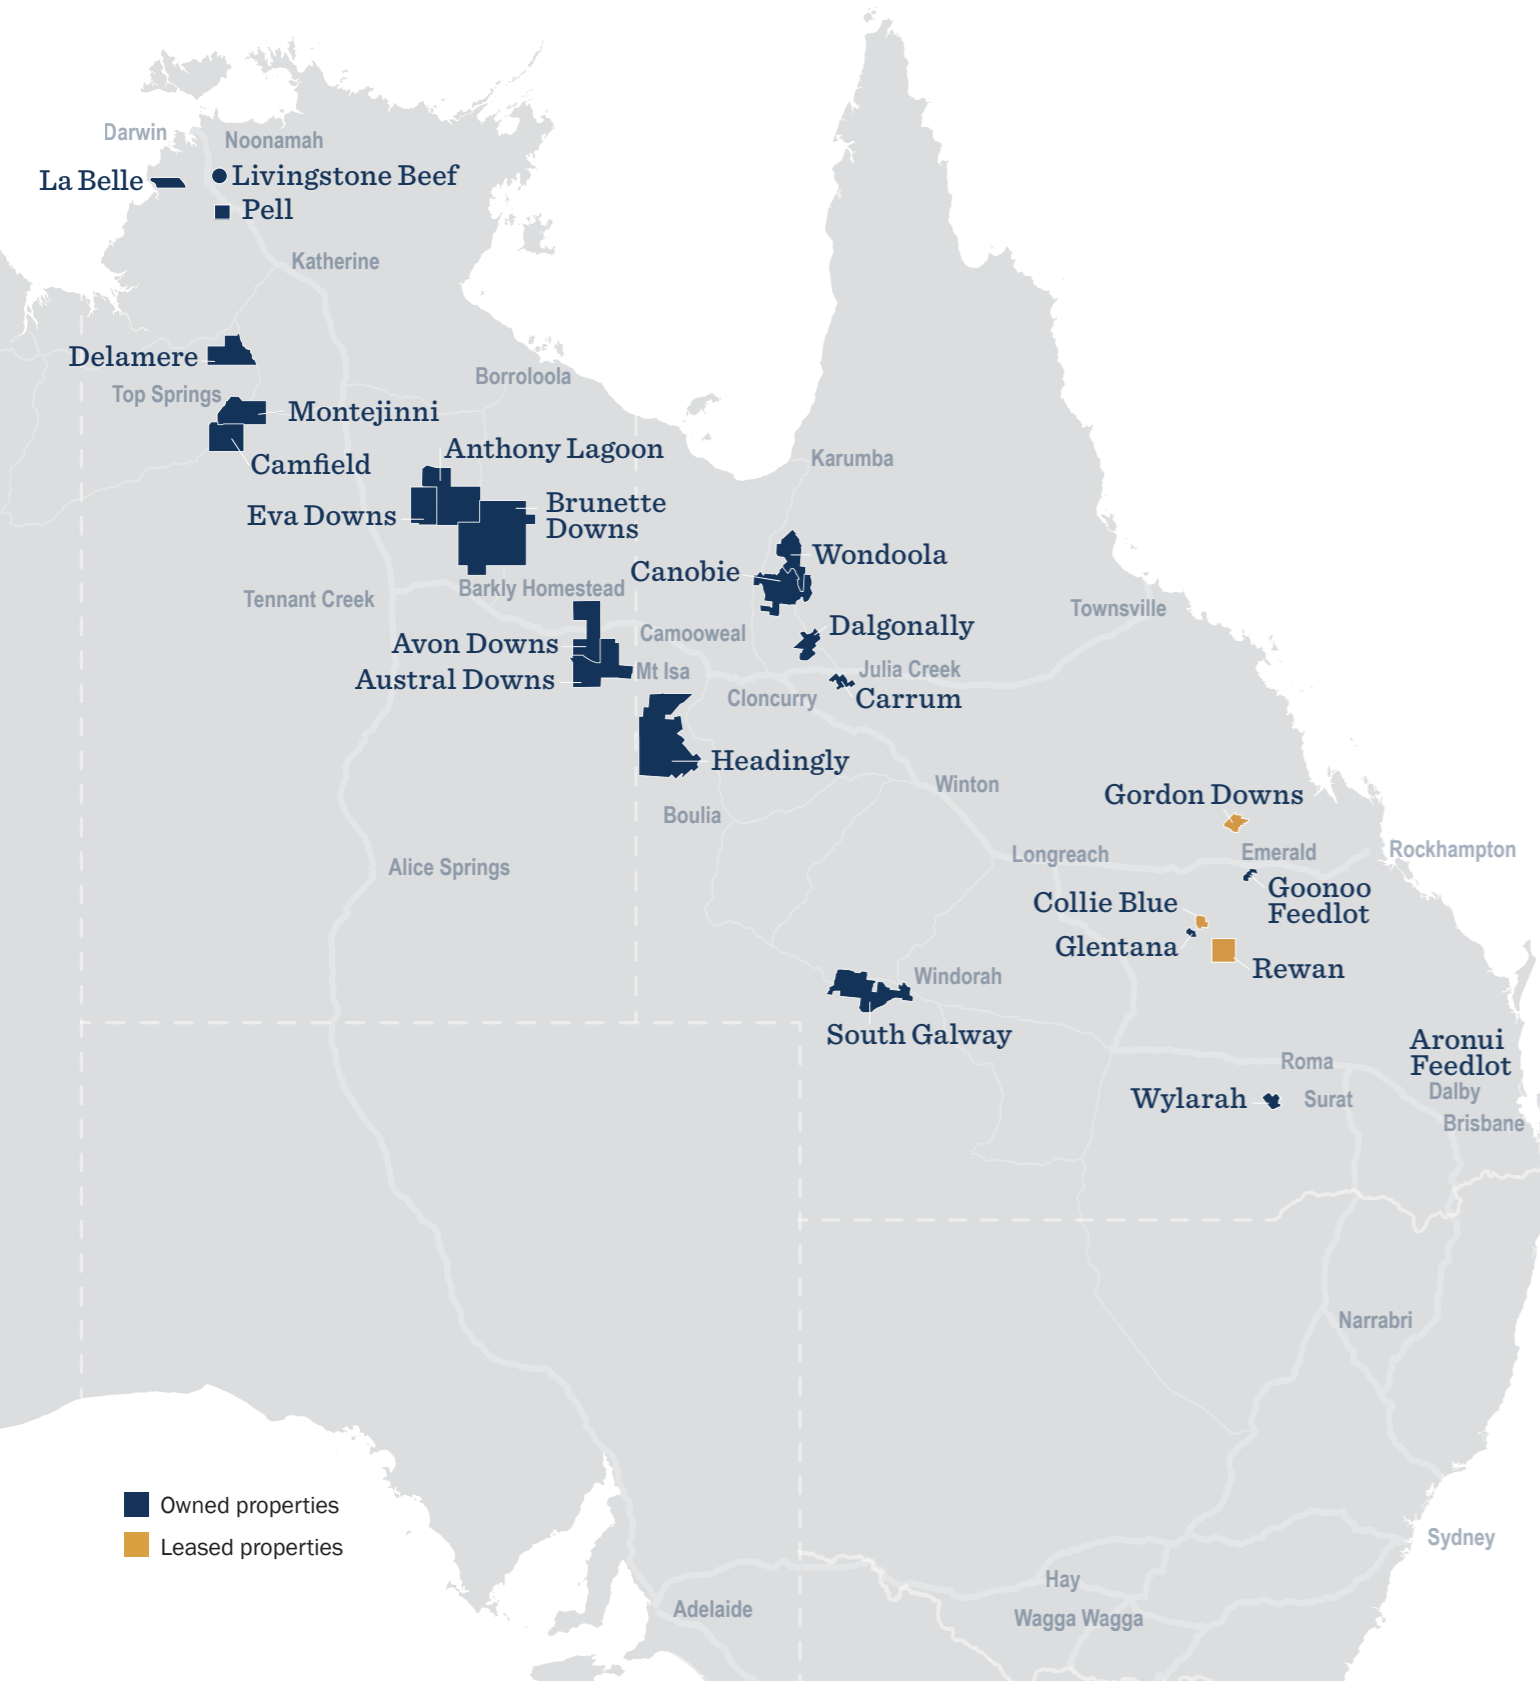 Darwin
Noonamah
La Belle
Livingstone Beef
Pell
Katherine
Delamere
Top Springs
Borroloola
Montejinni
Anthony Lagoon
Camfield
Karumba
Eva Downs
Brunette
Downs
Wondoola
Canobie
Barkly Homestead
Tennant Creek
Townsville
Dalgonally
Camooweal
Avon Downs
Mt Isa
Julia Creek
Austral Downs
Cloncurry
Carrum
Headingly
Winton
Gordon Downs
Boulia
Longreach
Emerald
Rockhampton
Alice Springs
Goonoo
Feedlot
Collie Blue
Glentana
Rewan
Windorah
South Galway
Aronui
Feedlot
Roma
Dalby
Wylarah
Surat
Brisbane
Narrabri
Owned properties
Leased properties
Sydney
Hay
Adelaide
Wagga Wagga